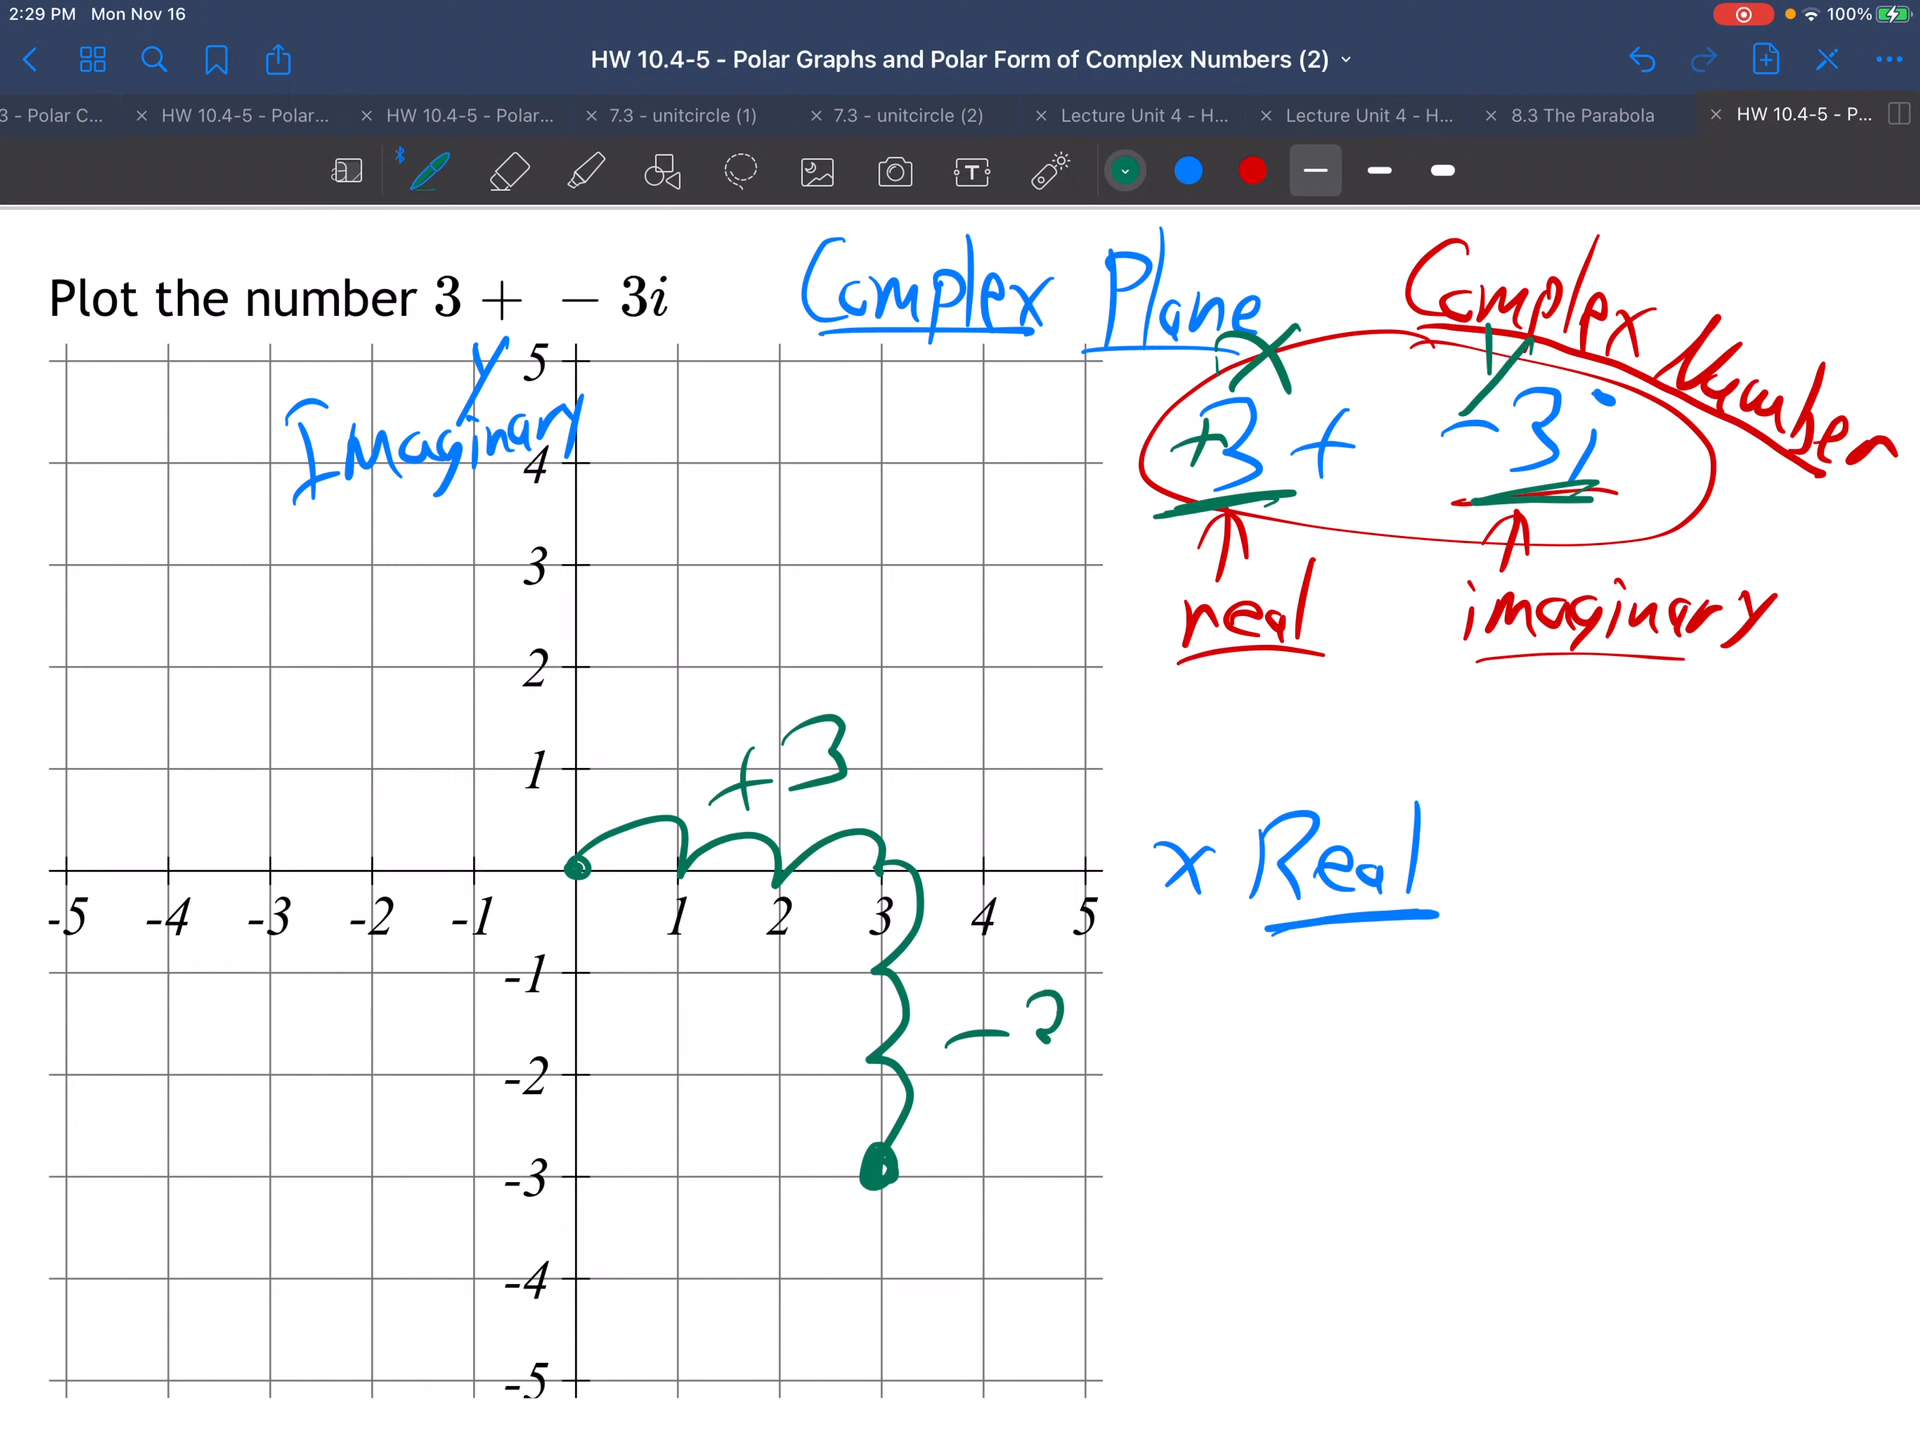 2:29 PM Mon Nov 16
100%
HW 10.4-5 - Polar Graphs and Polar Form of Complex Numbers (2)
3 - Polar C... HW 10.4-5 - Polar... HW 10.4-5 - Polar... 7.3 - unitcircle (1) 7.3 - unitcircle (2) Lecture Unit 4 - H... Lecture Unit 4 - H... 8.3 The Parabola HW 10.4-5 - P...
T
Plot the number 3 + − 3i
Complex Plane
Complex Number
x y
+3 + −3i
real imaginary
y
Imaginary
5
4
3
2
1
+3
x Real
-5 -4 -3 -2 -1 1 2 3 4 5
-1
-2
-3
-4
-5